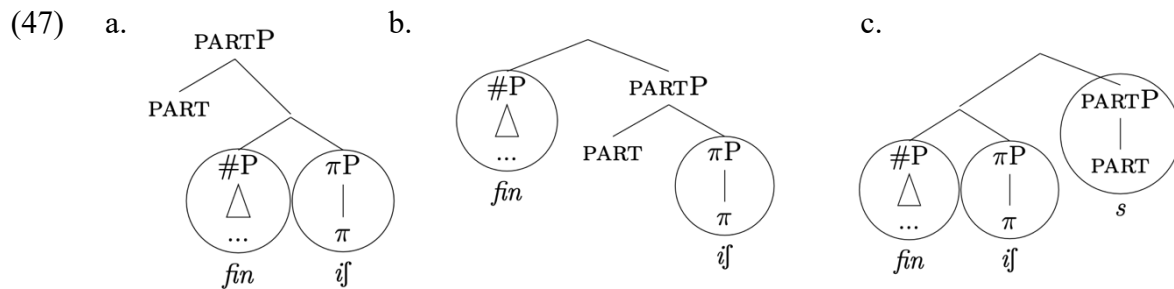 (47) a. b. c.
PARTP
PART
#P πP
... π
fin iʃ
#P PARTP
... PART πP
fin π
iʃ
PARTP
#P πP PART
... π s
fin iʃ